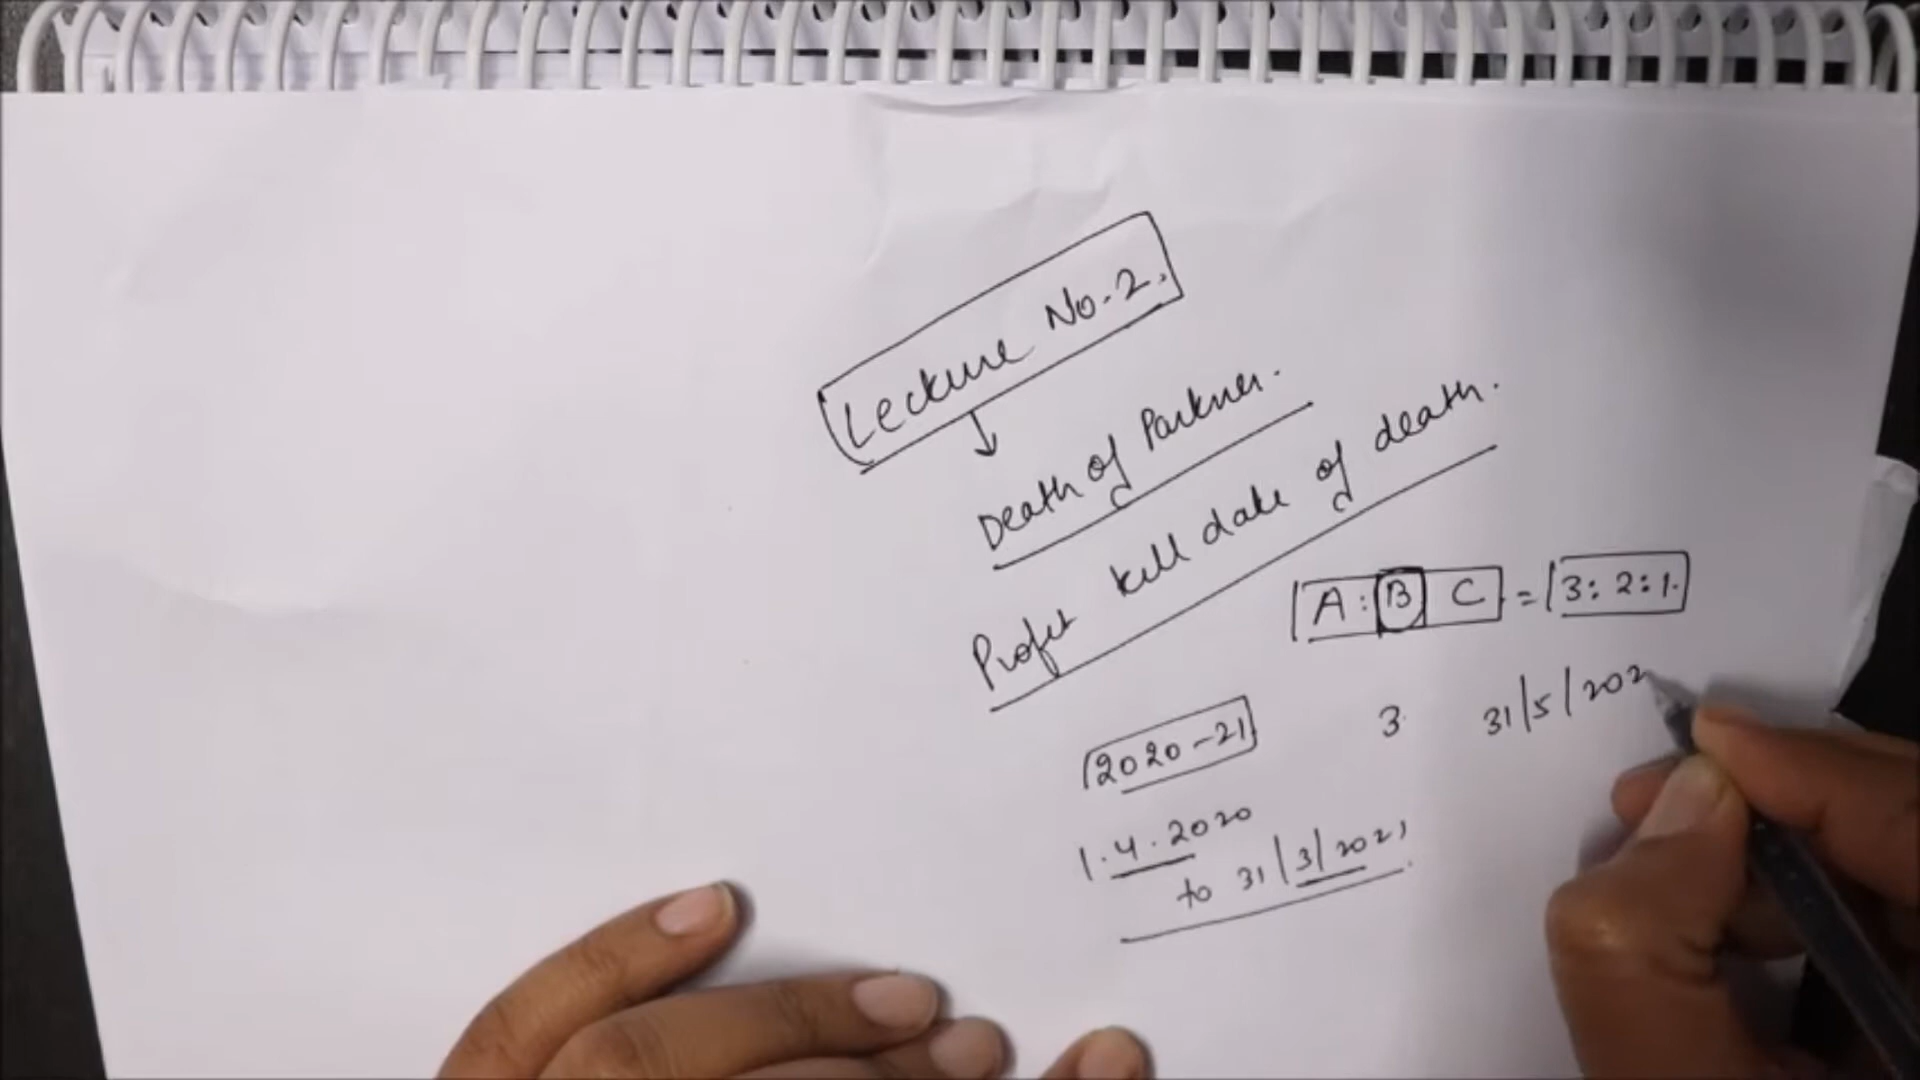 Lecture No.2.
Death of Partner.
Profit till date of death.
A : B C = 3:2:1.
2020-21
3 31/5/202
1.4.2020
to 31/3/2021